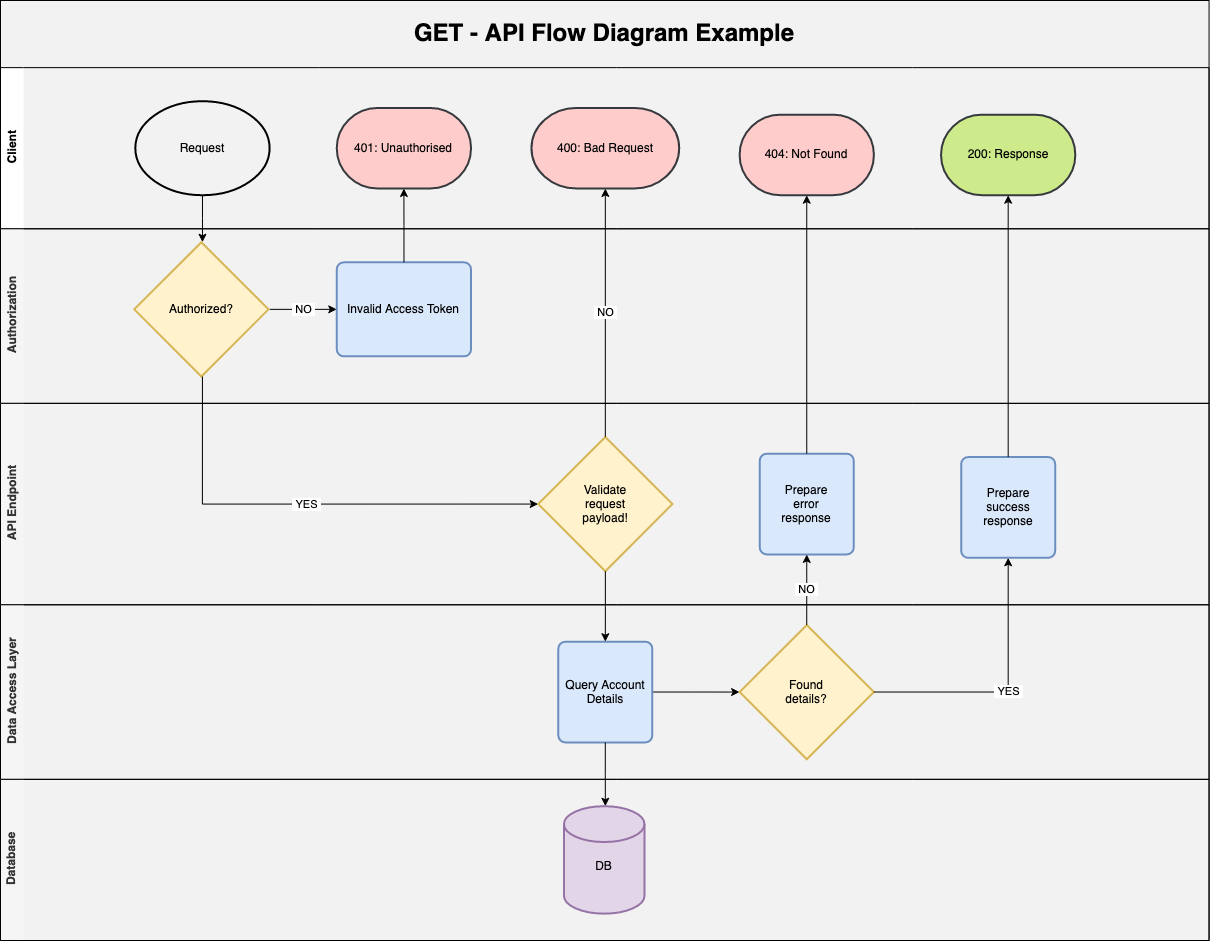 GET - API Flow Diagram Example
Client
Request
401: Unauthorised
400: Bad Request
404: Not Found
200: Response
Authorization
Authorized?
NO
Invalid Access Token
NO
API Endpoint
YES
Validate
request
payload!
Prepare
error
response
Prepare
success
response
NO
Data Access Layer
Query Account
Details
Found
details?
YES
Database
DB